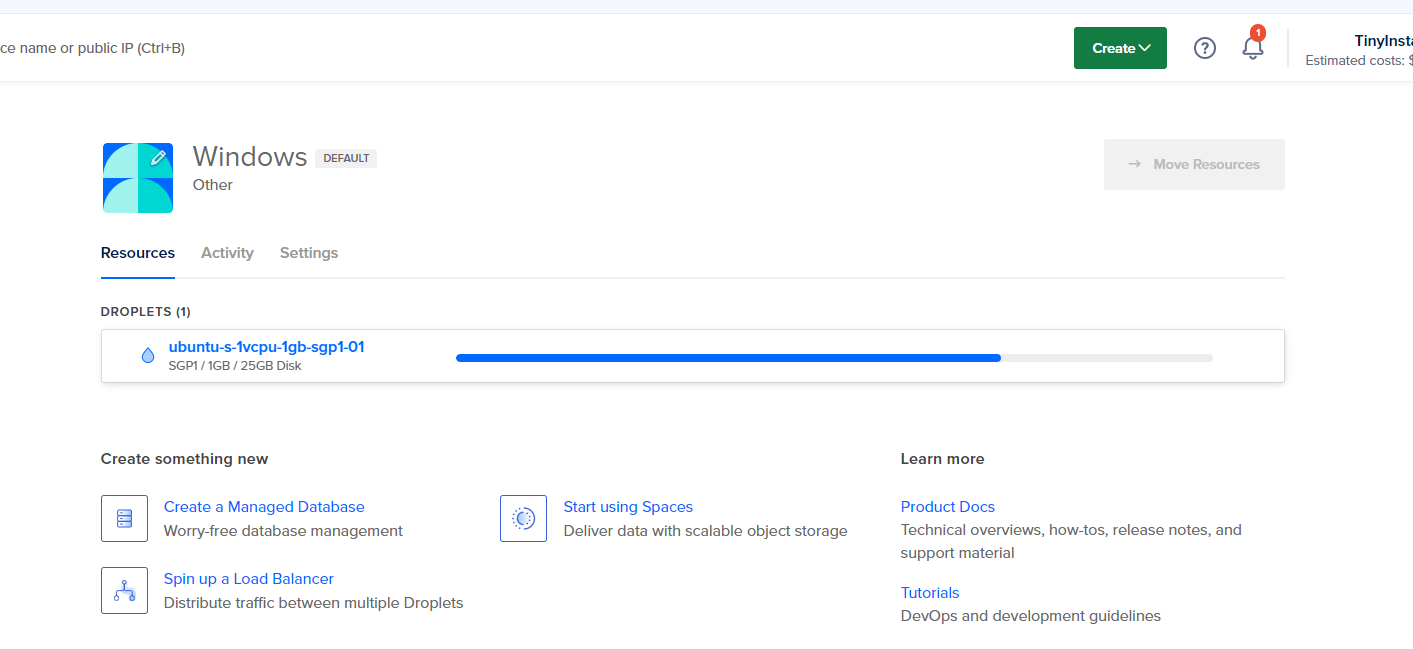 ce name or public IP (Ctrl+B)
Create
?
1
TinyInsta
Estimated costs: $
Windows DEFAULT
Other
Move Resources
Resources Activity Settings
DROPLETS (1)
ubuntu-s-1vcpu-1gb-sgp1-01
SGP1 / 1GB / 25GB Disk
Create something new
Create a Managed Database
Worry-free database management
Spin up a Load Balancer
Distribute traffic between multiple Droplets
Start using Spaces
Deliver data with scalable object storage
Learn more
Product Docs
Technical overviews, how-tos, release notes, and
support material
Tutorials
DevOps and development guidelines